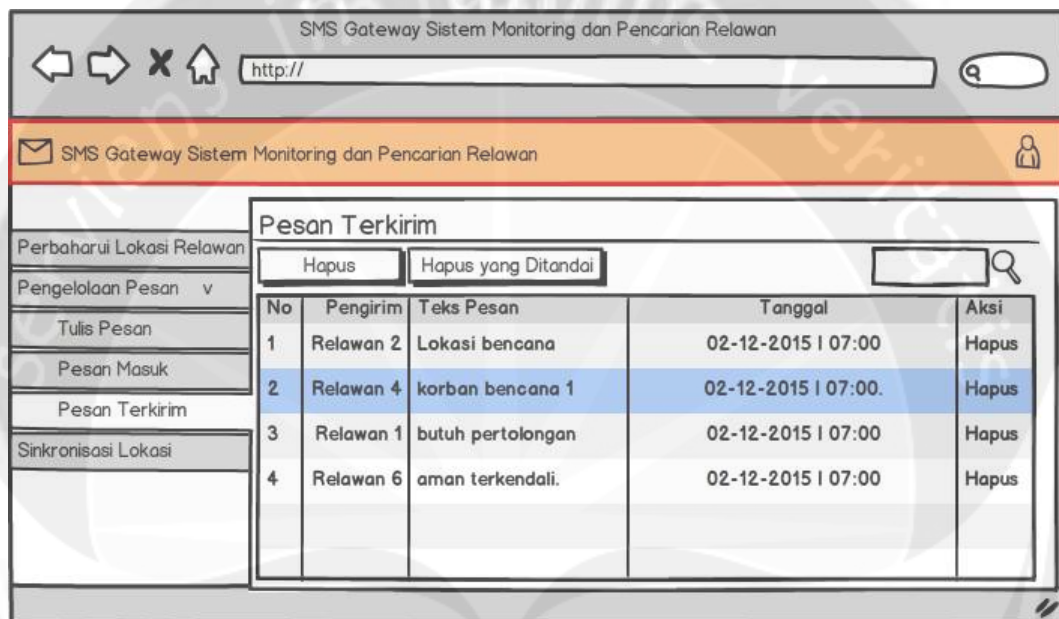 SMS Gateway Sistem Monitoring dan Pencarian Relawan
http://
SMS Gateway Sistem Monitoring dan Pencarian Relawan
Perbaharui Lokasi Relawan
Pengelolaan Pesan v
Tulis Pesan
Pesan Masuk
Pesan Terkirim
Sinkronisasi Lokasi
Pesan Terkirim
Hapus Hapus yang Ditandai
No Pengirim Teks Pesan Tanggal Aksi
1 Relawan 2 Lokasi bencana 02-12-2015 | 07:00 Hapus
2 Relawan 4 korban bencana 1 02-12-2015 | 07:00. Hapus
3 Relawan 1 butuh pertolongan 02-12-2015 | 07:00 Hapus
4 Relawan 6 aman terkendali. 02-12-2015 | 07:00 Hapus
serviens in lumine veritatis